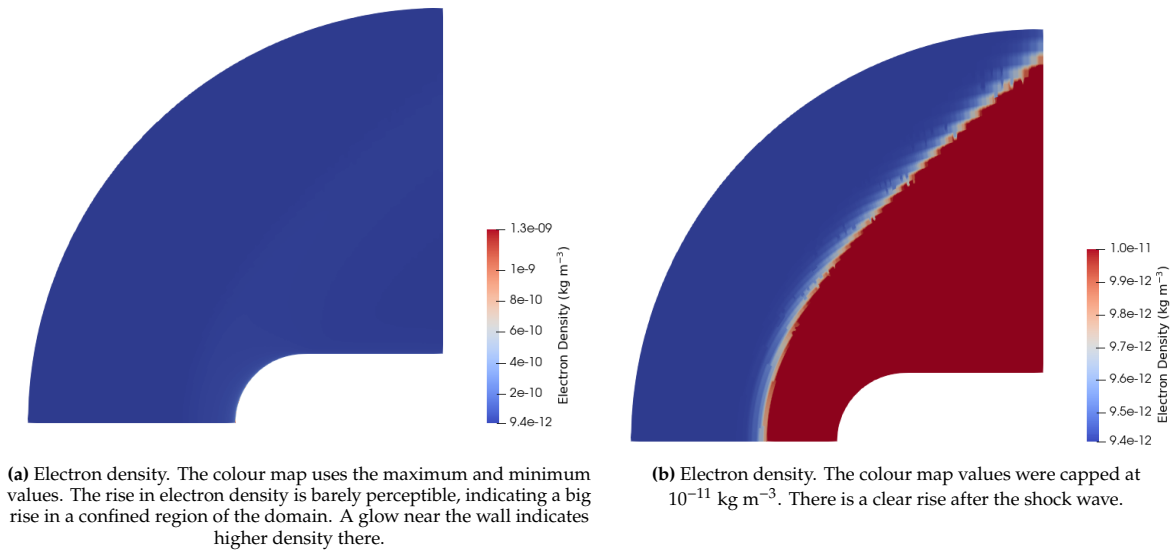 1.3e-09
1e-9
8e-10
6e-10
4e-10
2e-10
9.4e-12
Electron Density (kg m⁻³)
1.0e-11
9.9e-12
9.8e-12
9.7e-12
9.6e-12
9.5e-12
9.4e-12
Electron Density (kg m⁻³)
(a) Electron density. The colour map uses the maximum and minimum
values. The rise in electron density is barely perceptible, indicating a big
rise in a confined region of the domain. A glow near the wall indicates
higher density there.
(b) Electron density. The colour map values were capped at
10⁻¹¹ kg m⁻³. There is a clear rise after the shock wave.